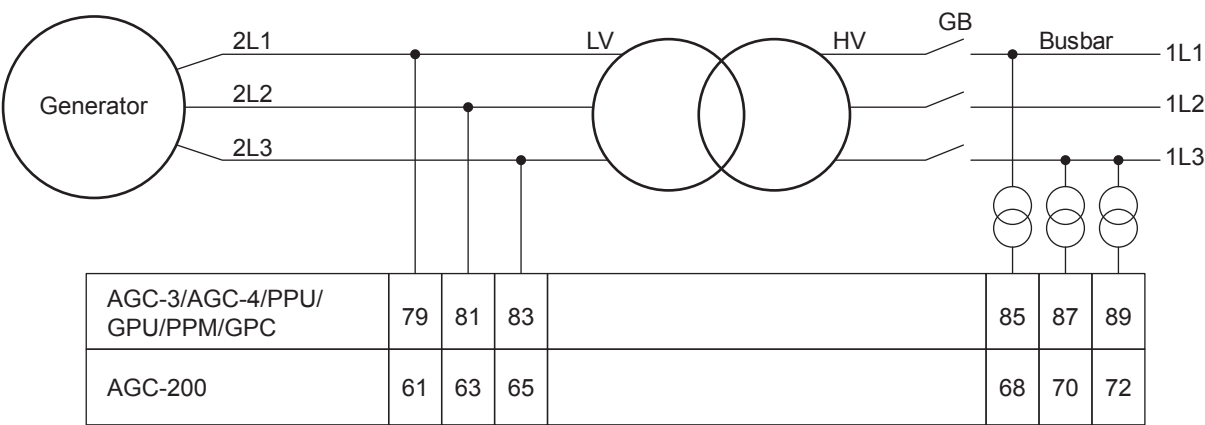 GB
2L1
LV
HV
Busbar
1L1
Generator
2L2
1L2
2L3
1L3
AGC-3/AGC-4/PPU/
GPU/PPM/GPC
79 81 83 85 87 89
AGC-200
61 63 65 68 70 72